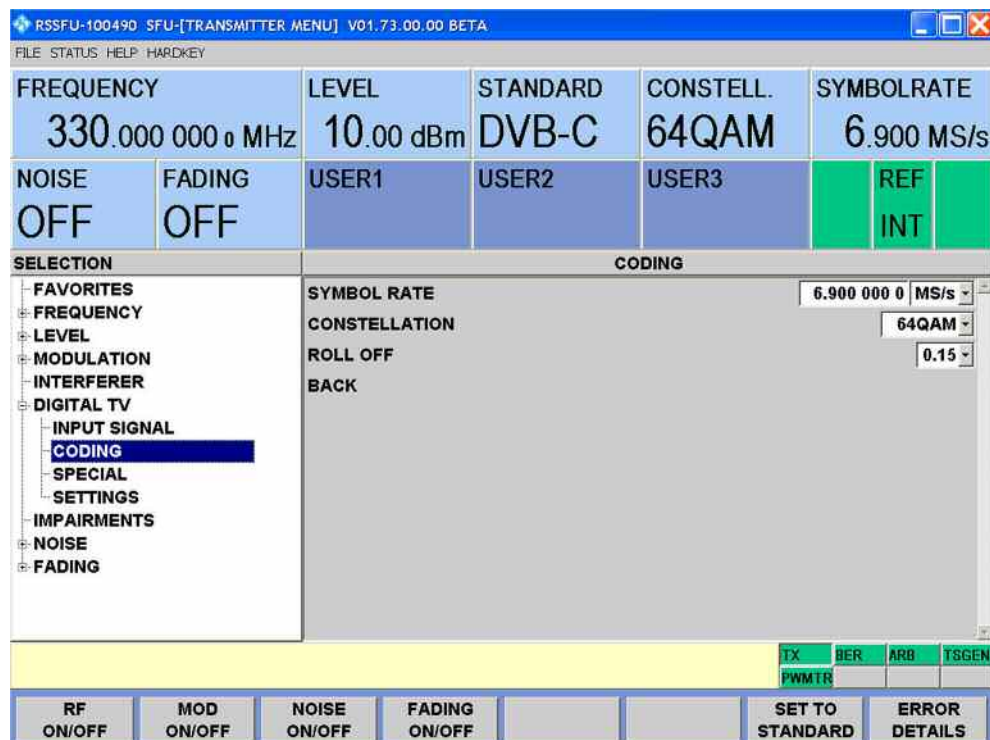 RSSFU-100490 SFU-[TRANSMITTER MENU] V01.73.00.00 BETA
FILE STATUS HELP HARDKEY
FREQUENCY LEVEL STANDARD CONSTELL. SYMBOLRATE
330.000 000 0 MHz 10.00 dBm DVB-C 64QAM 6.900 MS/s
NOISE FADING USER1 USER2 USER3 REF
OFF OFF INT
SELECTION CODING
FAVORITES
FREQUENCY
LEVEL
MODULATION
INTERFERER
DIGITAL TV
INPUT SIGNAL
CODING
SPECIAL
SETTINGS
IMPAIRMENTS
NOISE
FADING
SYMBOL RATE 6.900 000 0 MS/s
CONSTELLATION 64QAM
ROLL OFF 0.15
BACK
TX BER ARB TSGEN
PWMTR
RF ON/OFF MOD ON/OFF NOISE ON/OFF FADING ON/OFF SET TO STANDARD ERROR DETAILS